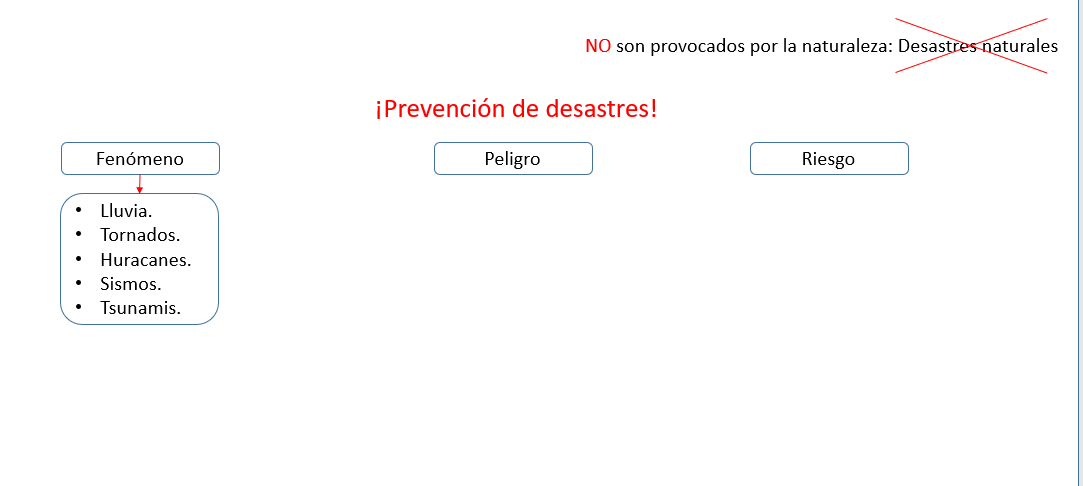 NO son provocados por la naturaleza: Desastres naturales
¡Prevención de desastres!
Fenómeno
Peligro
Riesgo
• Lluvia.
• Tornados.
• Huracanes.
• Sismos.
• Tsunamis.